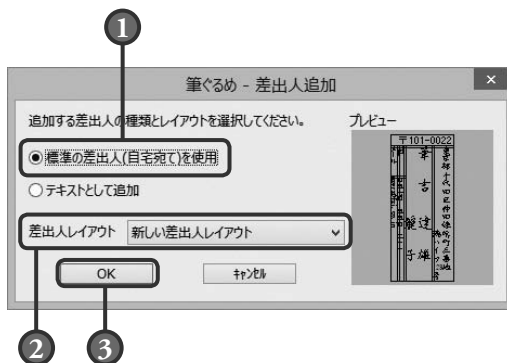 1
筆ぐるめ - 差出人追加
×
追加する差出人の種類とレイアウトを選択してください。
プレビュー
標準の差出人(自宅宛て)を使用
テキストとして追加
差出人レイアウト 新しい差出人レイアウト
OK
キャンセル
〒101-0022
2
3